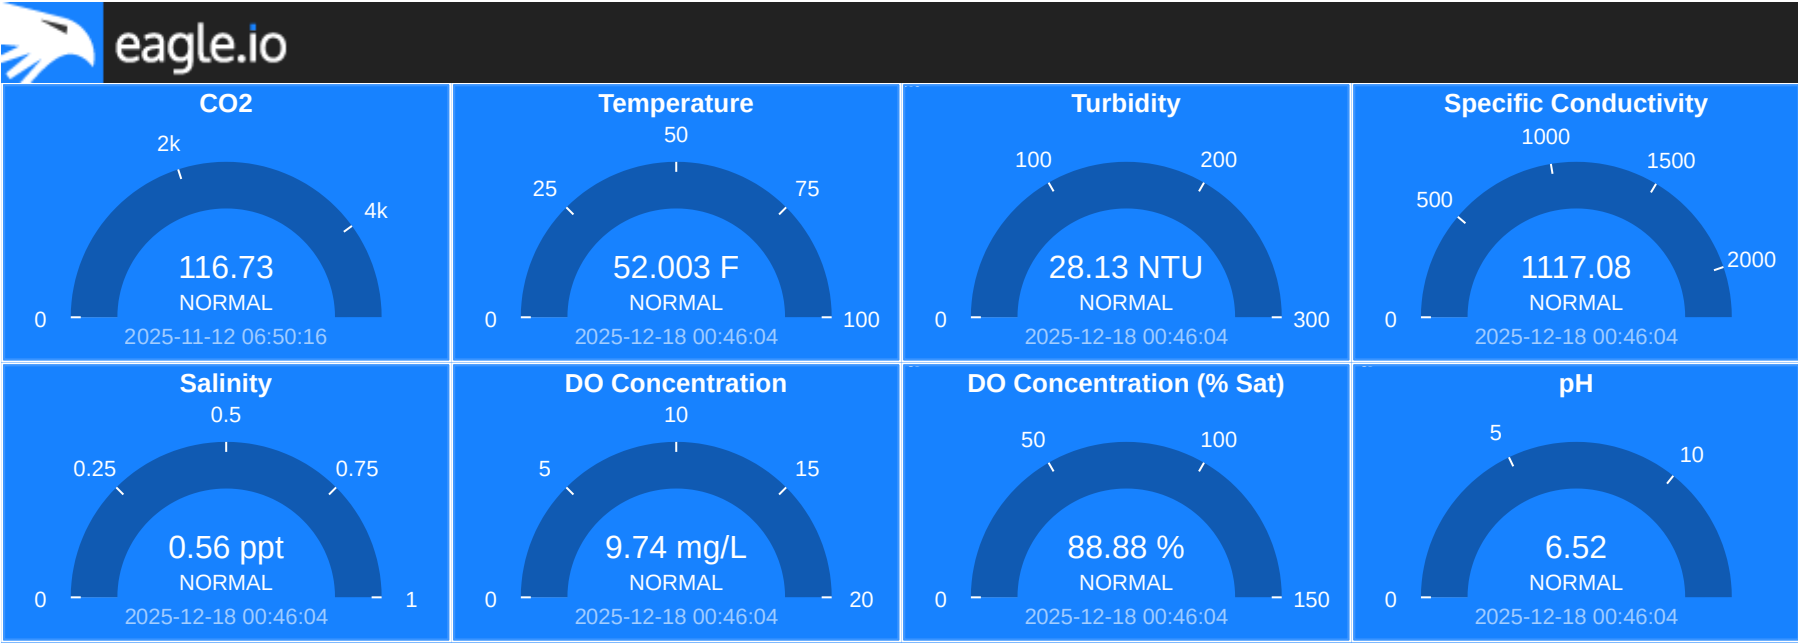 eagle.io
CO2
2k
4k
116.73
NORMAL
0
2025-11-12 06:50:16
Temperature
50
25
75
52.003 F
NORMAL
0
100
2025-12-18 00:46:04
Turbidity
100
200
28.13 NTU
NORMAL
0
300
2025-12-18 00:46:04
Specific Conductivity
1000
1500
500
2000
1117.08
NORMAL
0
2025-12-18 00:46:04
Salinity
0.5
0.25
0.75
0.56 ppt
NORMAL
0
1
2025-12-18 00:46:04
DO Concentration
10
5
15
9.74 mg/L
NORMAL
0
20
2025-12-18 00:46:04
DO Concentration (% Sat)
50
100
88.88 %
NORMAL
0
150
2025-12-18 00:46:04
pH
5
10
6.52
NORMAL
0
2025-12-18 00:46:04